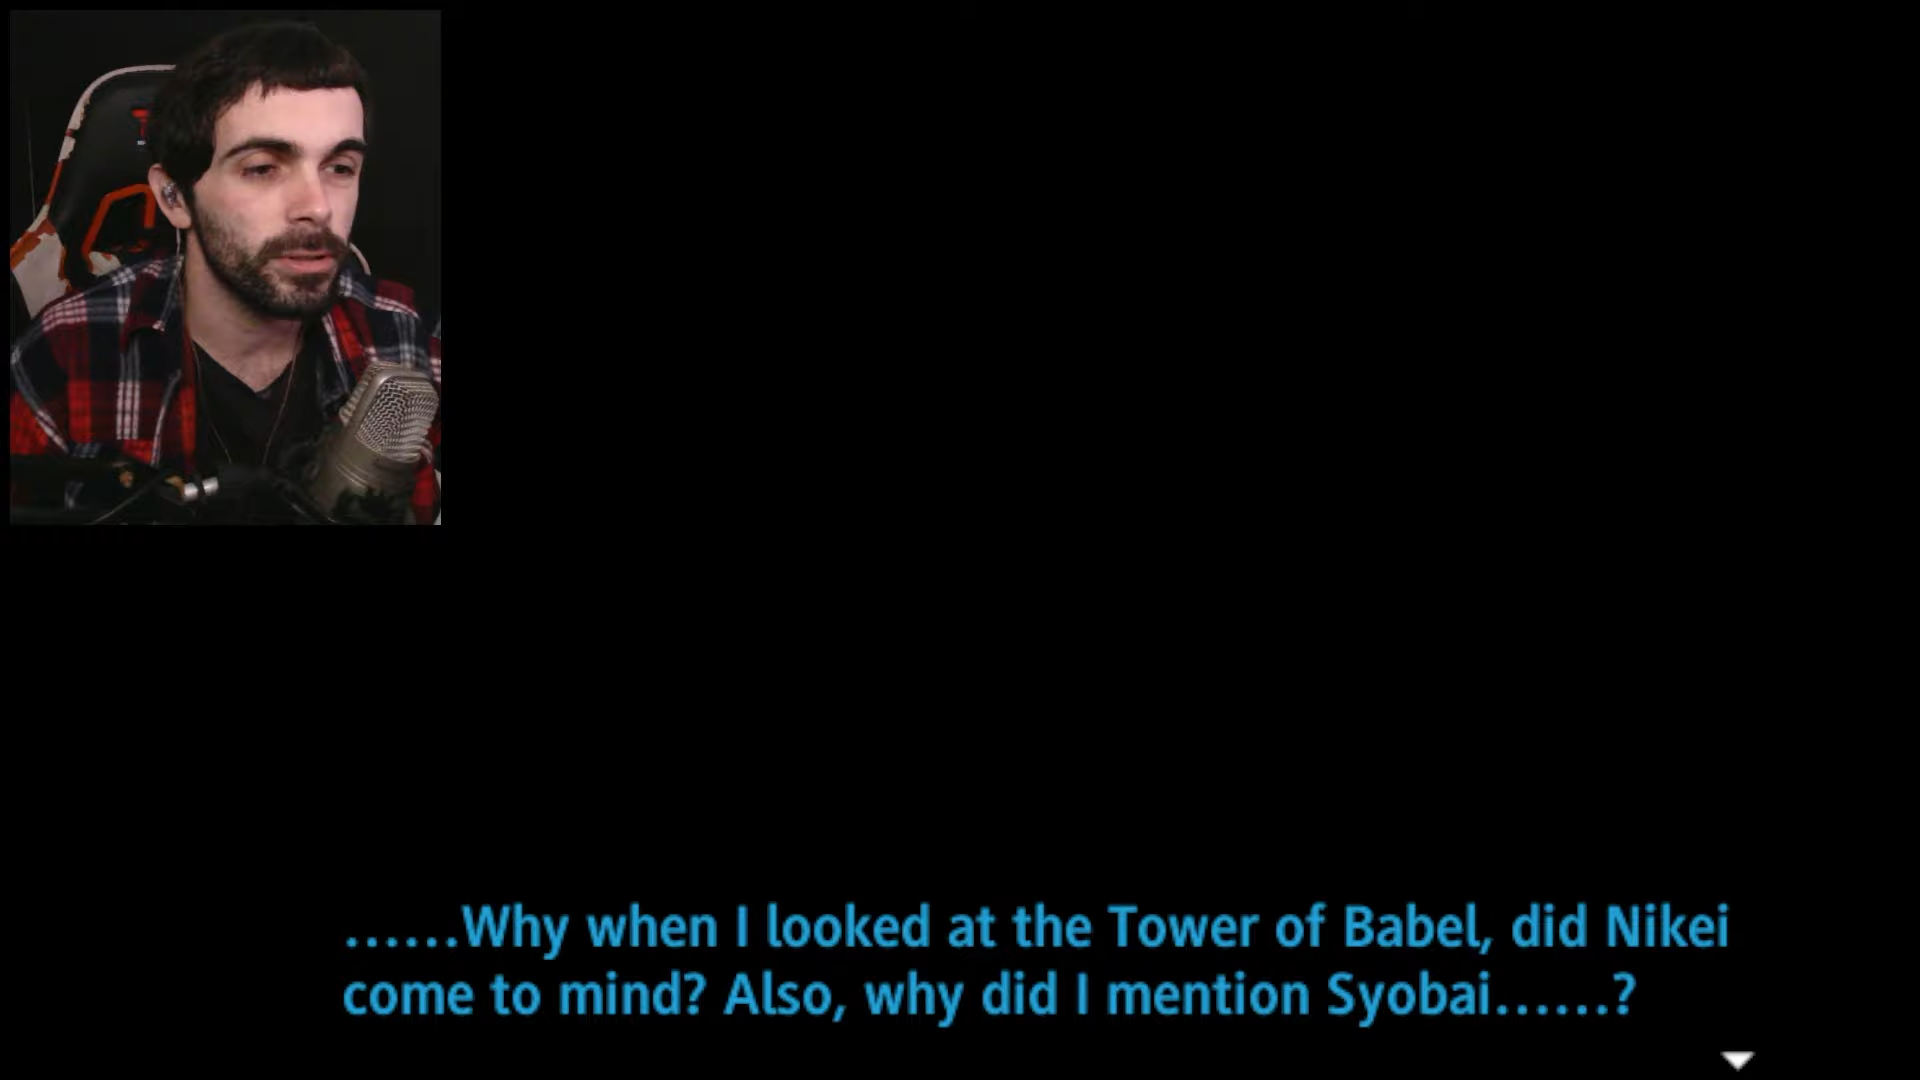 ......Why when I looked at the Tower of Babel, did Nikei
come to mind? Also, why did I mention Syobai......?